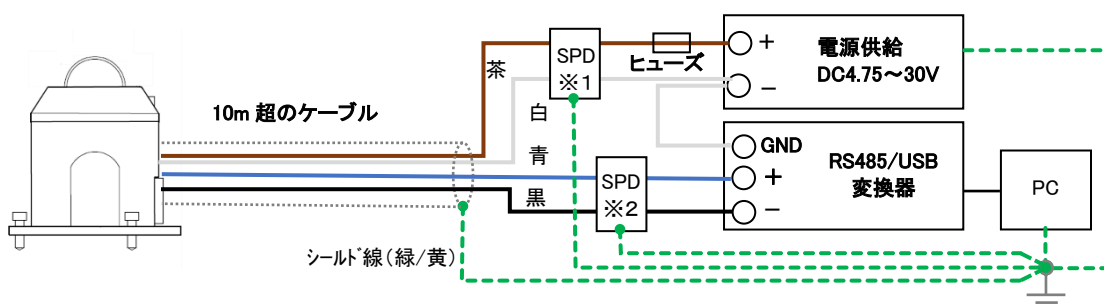 10m 超のケーブル
茶
白
青
黒
シールド線(緑/黄)
SPD
※1
ヒューズ
+
−
電源供給
DC4.75～30V
SPD
※2
GND
+
−
RS485/USB
変換器
PC